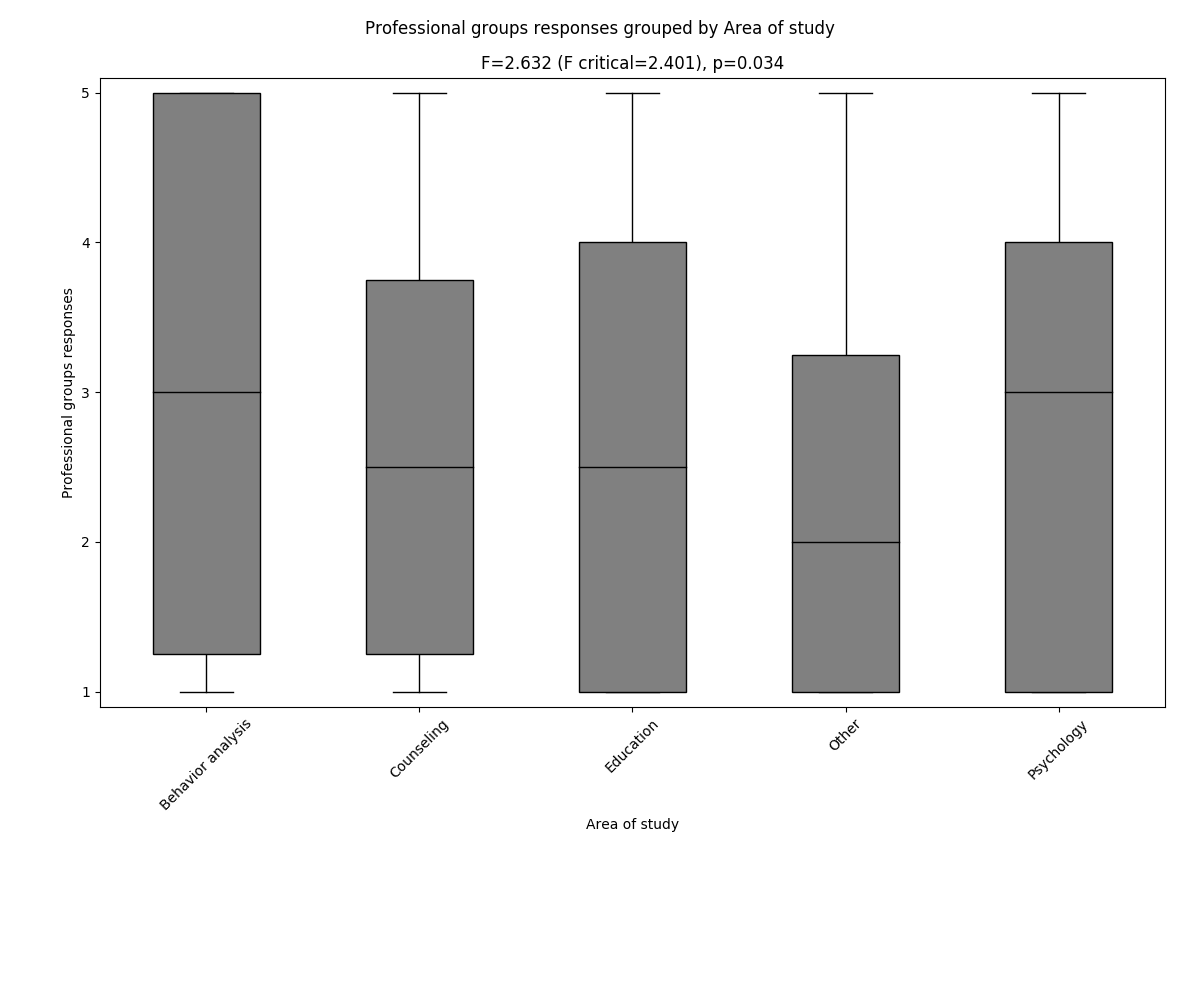 Professional groups responses grouped by Area of study
F=2.632 (F critical=2.401), p=0.034
Professional groups responses
5
4
3
2
1
Behavior analysis
Counseling
Education
Other
Psychology
Area of study